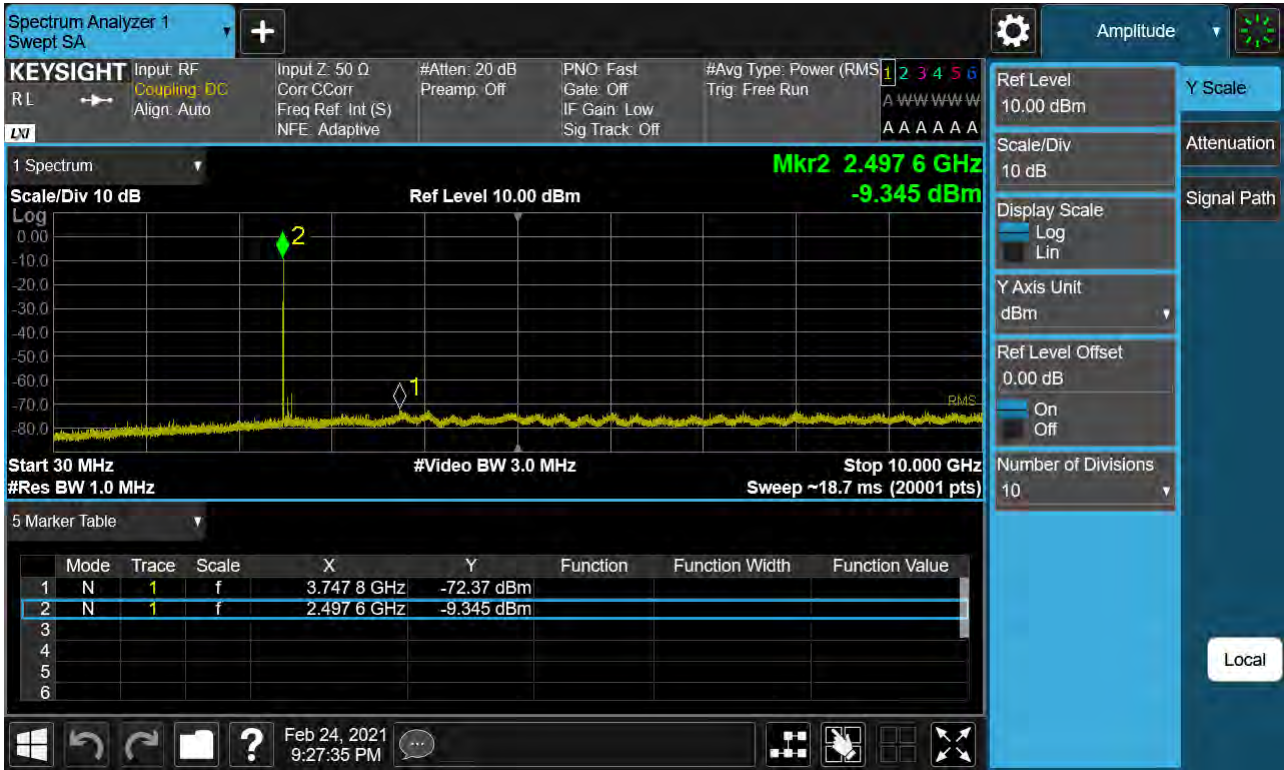 Spectrum Analyzer 1
Swept SA
+
Amplitude
KEYSIGHT
RL
LXI
Input: RF
Coupling: DC
Align: Auto
Input Z: 50 Ω
Corr CCorr
Freq Ref: Int (S)
NFE: Adaptive
#Atten: 20 dB
Preamp: Off
PNO: Fast
Gate: Off
IF Gain: Low
Sig Track: Off
#Avg Type: Power (RMS
Trig: Free Run
1 2 3 4 5 6
A W W W W W
A A A A A A
1 Spectrum
Mkr2 2.497 6 GHz
-9.345 dBm
Scale/Div 10 dB
Ref Level 10.00 dBm
Log
0.00
-10.0
-20.0
-30.0
-40.0
-50.0
-60.0
-70.0
-80.0
2
1
RMS
Start 30 MHz
#Video BW 3.0 MHz
Stop 10.000 GHz
#Res BW 1.0 MHz
Sweep ~18.7 ms (20001 pts)
5 Marker Table
Mode Trace Scale X Y Function Function Width Function Value
1 N 1 f 3.747 8 GHz -72.37 dBm
2 N 1 f 2.497 6 GHz -9.345 dBm
3
4
5
6
Ref Level
10.00 dBm
Scale/Div
10 dB
Display Scale
Log
Lin
Y Axis Unit
dBm
Ref Level Offset
0.00 dB
On
Off
Number of Divisions
10
Y Scale
Attenuation
Signal Path
Local
?
Feb 24, 2021
9:27:35 PM